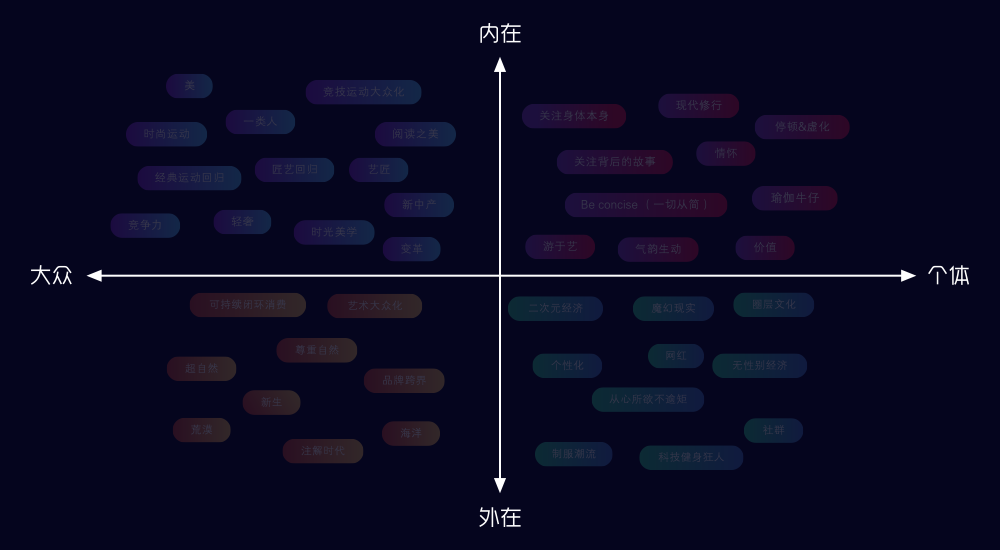 内在
美
竞技运动大众化
一类人
时尚运动
阅读之美
匠艺回归
艺匠
经典运动回归
新中产
轻奢
竞争力
时光美学
变革
现代修行
关注身体本身
停顿&虚化
情怀
关注背后的故事
瑜伽牛仔
Be concise |一切从简|
游于艺
气韵生动
价值
大众
个体
可持续闭环消费
艺术大众化
尊重自然
超自然
品牌跨界
新生
荒漠
海洋
注解时代
二次元经济
魔幻现实
圈层文化
网红
个性化
无性别经济
从心所欲不逾矩
社群
制服潮流
科技健身狂人
外在